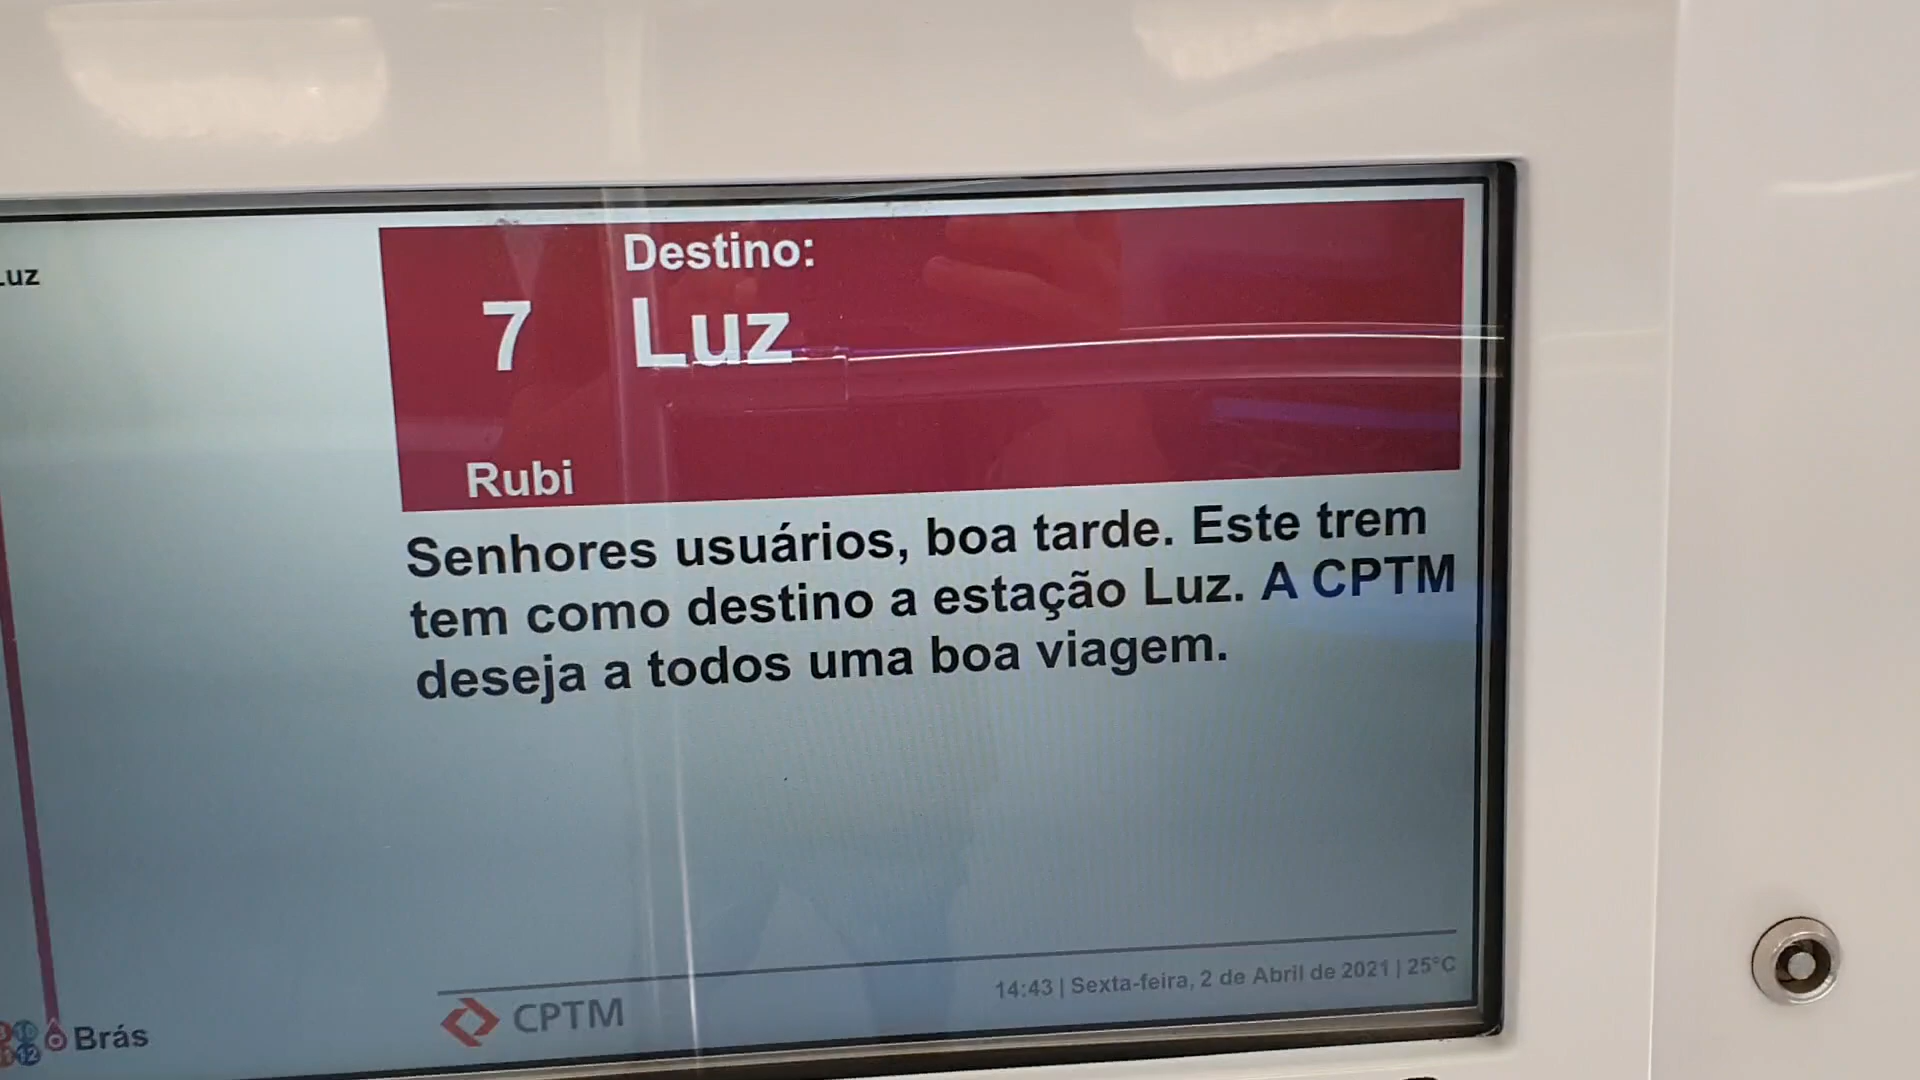 Destino:
7 Luz
Rubi
Senhores usuários, boa tarde. Este trem
tem como destino a estação Luz. A CPTM
deseja a todos uma boa viagem.
14:43 | Sexta-feira, 2 de Abril de 2021 | 25°C
CPTM
Luz
12 Brás